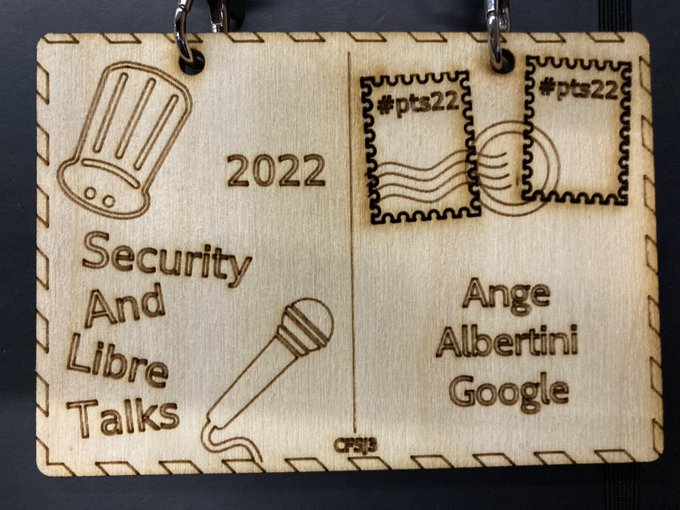 2022
Security
And
Libre
Talks
#pts22
#pts22
Ange
Albertini
Google